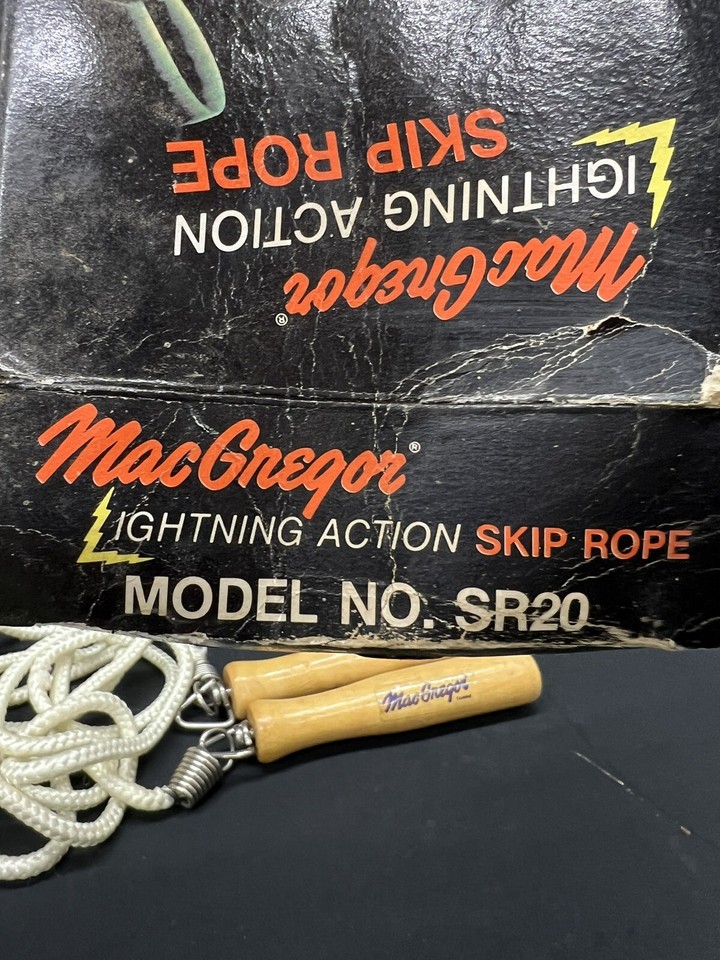 SKIP ROPE
LIGHTNING ACTION
MacGregor®
MacGregor®
LIGHTNING ACTION SKIP ROPE
MODEL NO. SR20
MacGregor